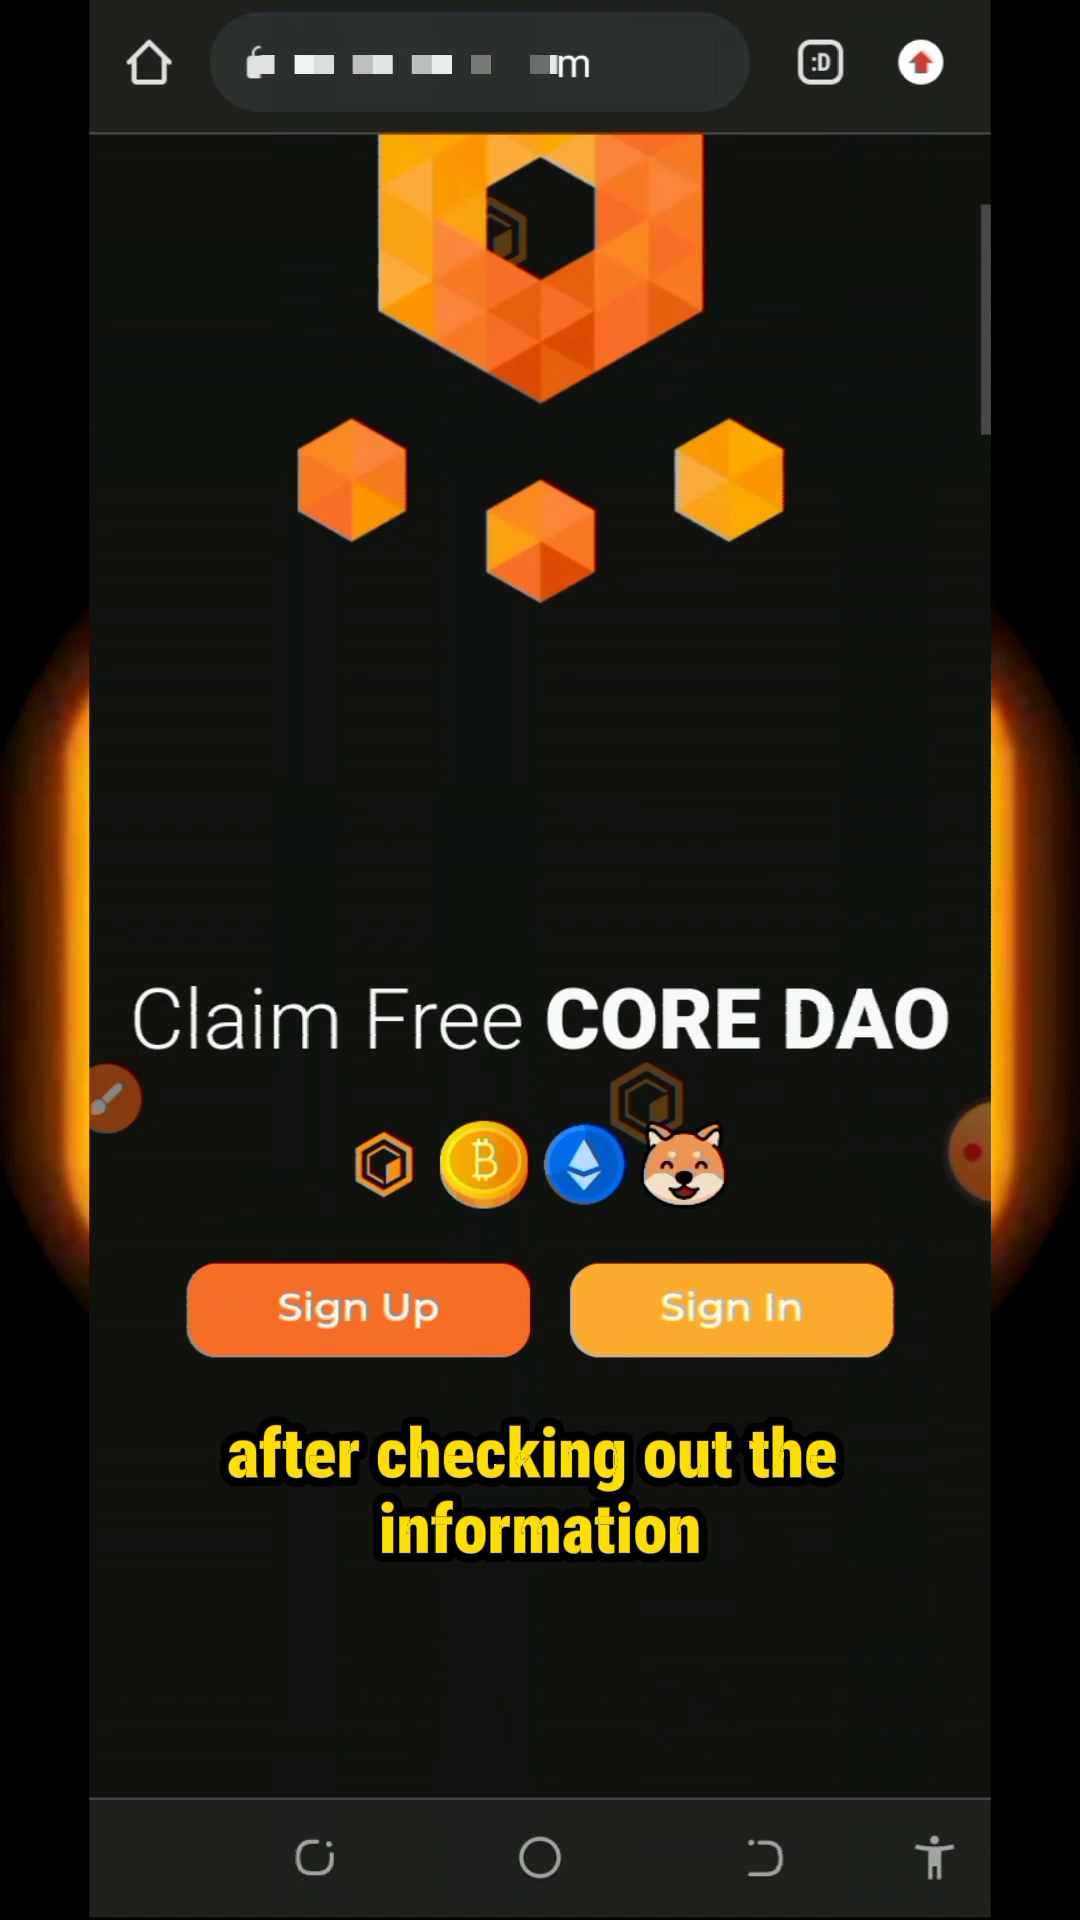 m
:D
Claim Free CORE DAO
Sign Up
Sign In
after checking out the
information